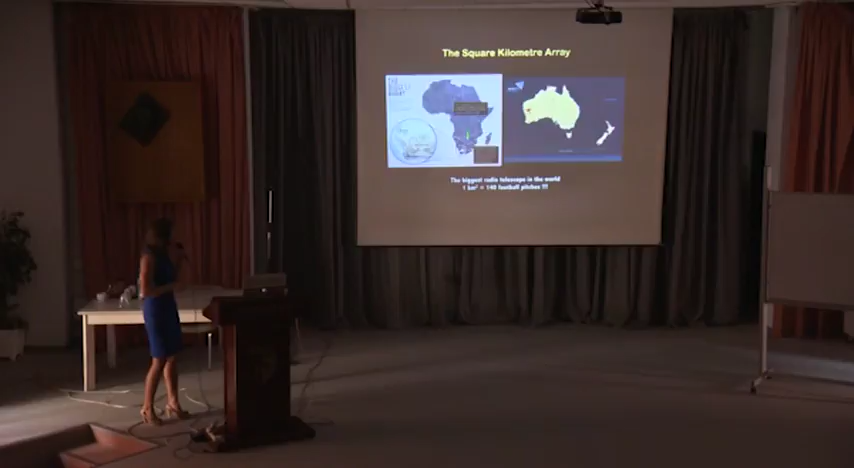 The Square Kilometre Array
The biggest radio telescope in the world
1 km² = 140 football pitches !!!